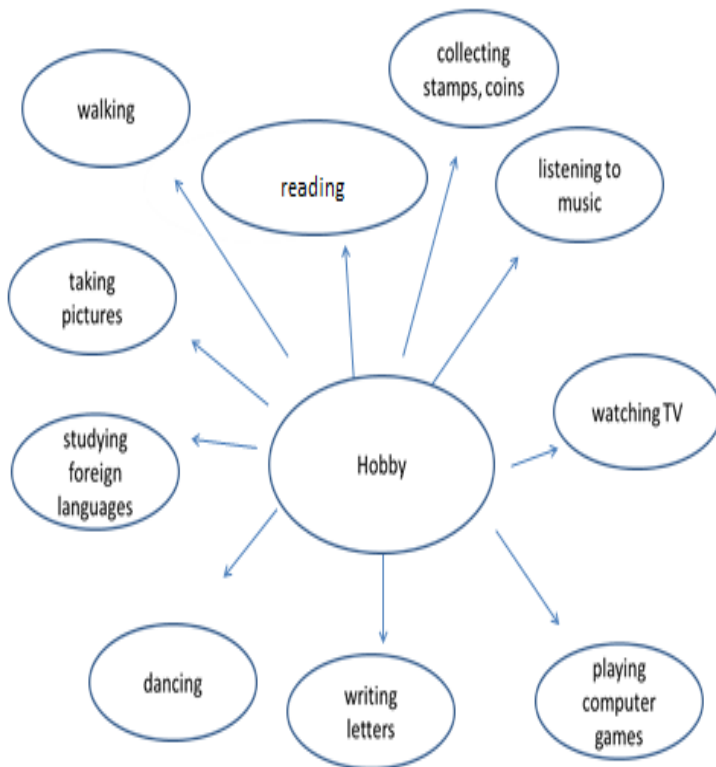 collecting
stamps, coins
walking
listening to
music
reading
taking
pictures
watching TV
studying
foreign
languages
Hobby
dancing
writing
letters
playing
computer
games